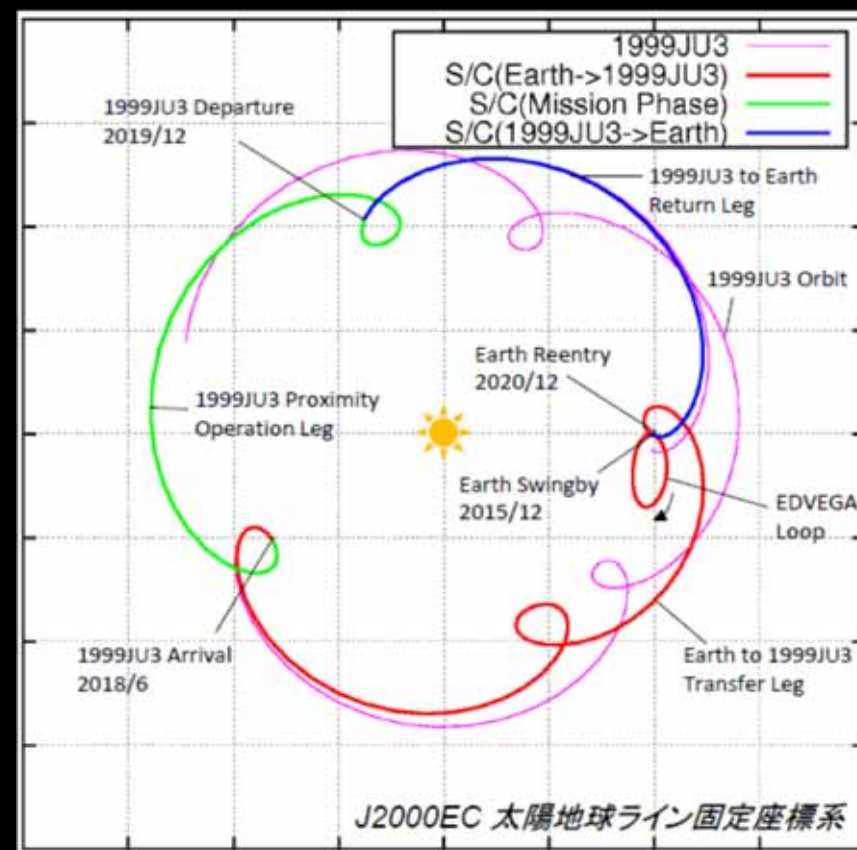 1999JU3
S/C(Earth->1999JU3)
S/C(Mission Phase)
S/C(1999JU3->Earth)
1999JU3 Departure
2019/12
1999JU3 to Earth
Return Leg
1999JU3 Orbit
Earth Reentry
2020/12
1999JU3 Proximity
Operation Leg
Earth Swingby
2015/12
EDVEGA
Loop
1999JU3 Arrival
2018/6
Earth to 1999JU3
Transfer Leg
J2000EC 太陽地球ライン固定座標系